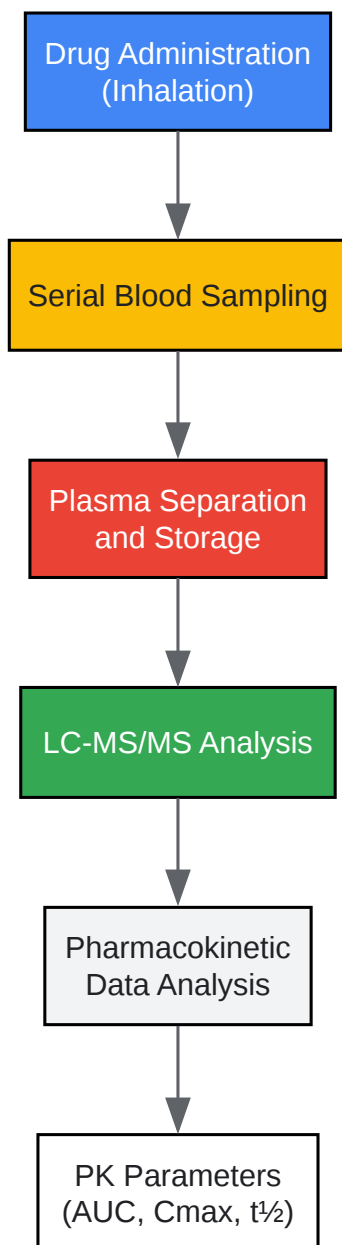 Drug Administration
(Inhalation)
Serial Blood Sampling
Plasma Separation
and Storage
LC-MS/MS Analysis
Pharmacokinetic
Data Analysis
PK Parameters
(AUC, Cmax, t½)